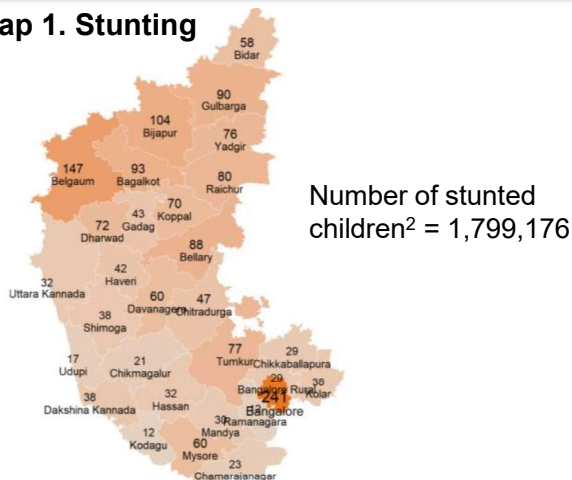 ap 1. Stunting
58
Bidar
90
Gulbarga
104
Bijapur
76
Yadgir
147
Belgaum
93
Bagalkot
80
Raichur
70
Koppal
43
Gadag
72
Dharwad
88
Bellary
Number of stunted
children² = 1,799,176
42
Haveri
32
Uttara Kannada
60
Davanagere
47
Chitradurga
38
Shimoga
77
Tumkur
29
Chikkaballapura
17
Udupi
21
Chikmagalur
29
Bangalore Rural
38
Kolar
241
Bangalore
38
Dakshina Kannada
32
Hassan
Ramanagara
30
Mandya
12
Kodagu
60
Mysore
23
Chamarajanagar